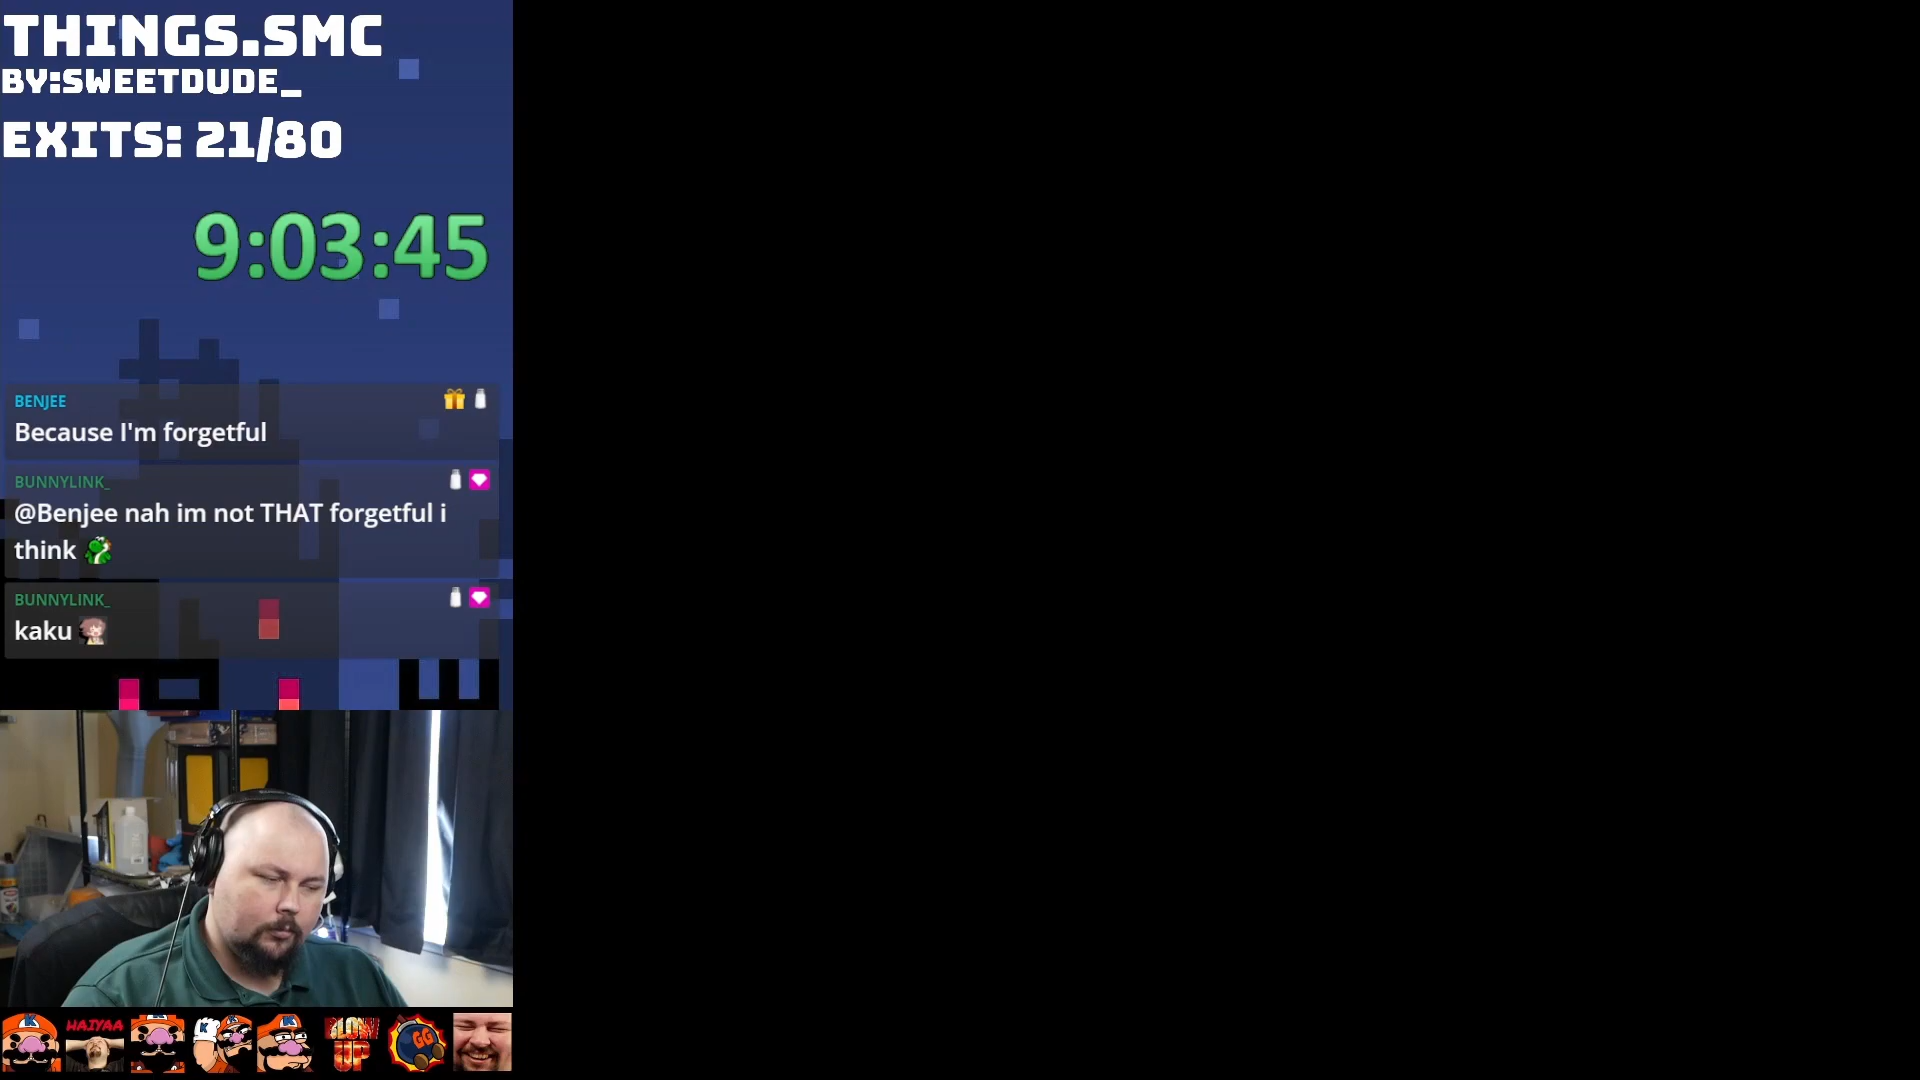 THINGS.SMC
BY:SWEETDUDE_
EXITS: 21/80
9:03:45
BENJEE
Because I'm forgetful
BUNNYLINK_
@Benjee nah im not THAT forgetful i
think
BUNNYLINK_
kaku
K
HAIYAA
K
K
K
BLOW
UP
GG